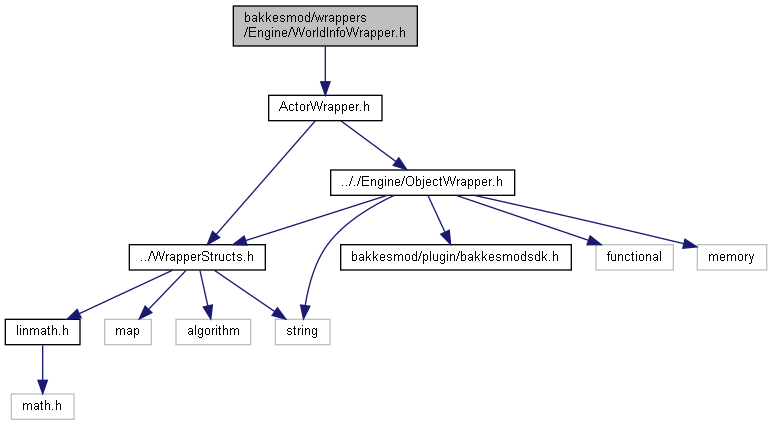 bakkesmod/wrappers
/Engine/WorldInfoWrapper.h
ActorWrapper.h
.././Engine/ObjectWrapper.h
../WrapperStructs.h
bakkesmod/plugin/bakkesmodsdk.h
functional
memory
linmath.h
map
algorithm
string
math.h